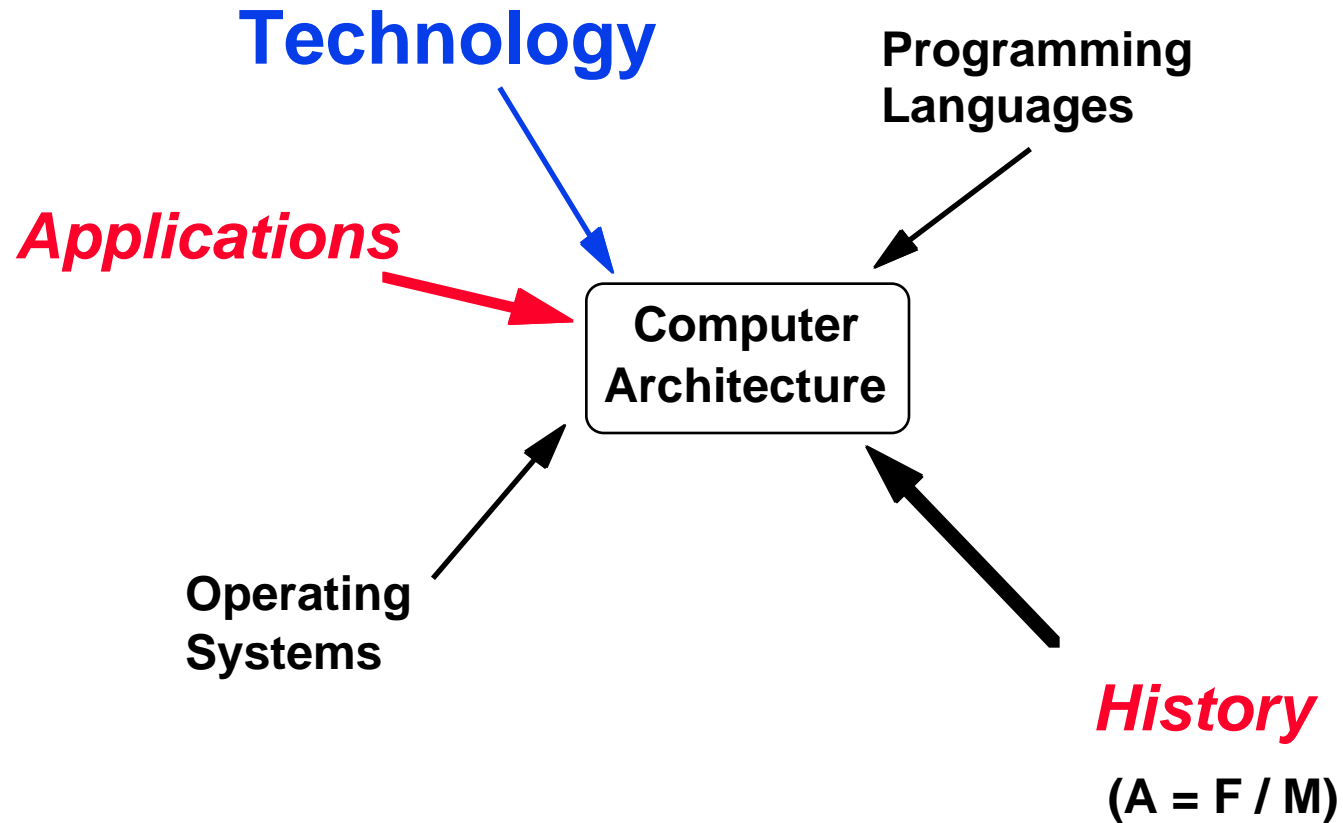 Technology
Programming
Languages
Applications
Computer
Architecture
Operating
Systems
History
(A = F / M)